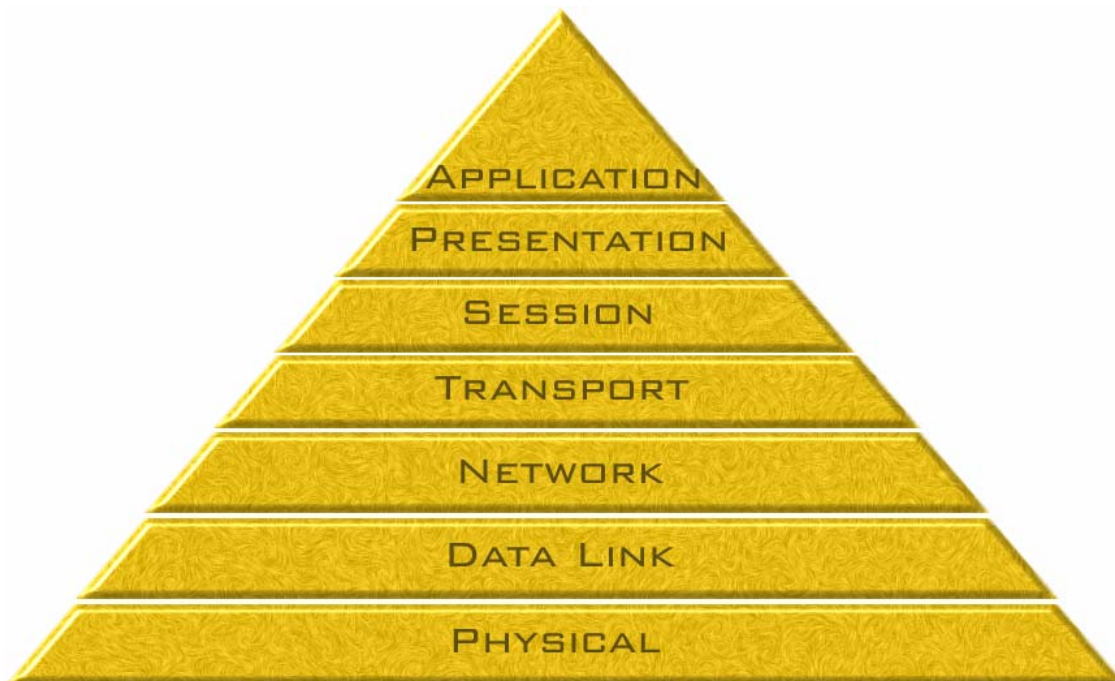 Application
Presentation
Session
Transport
Network
Data Link
Physical